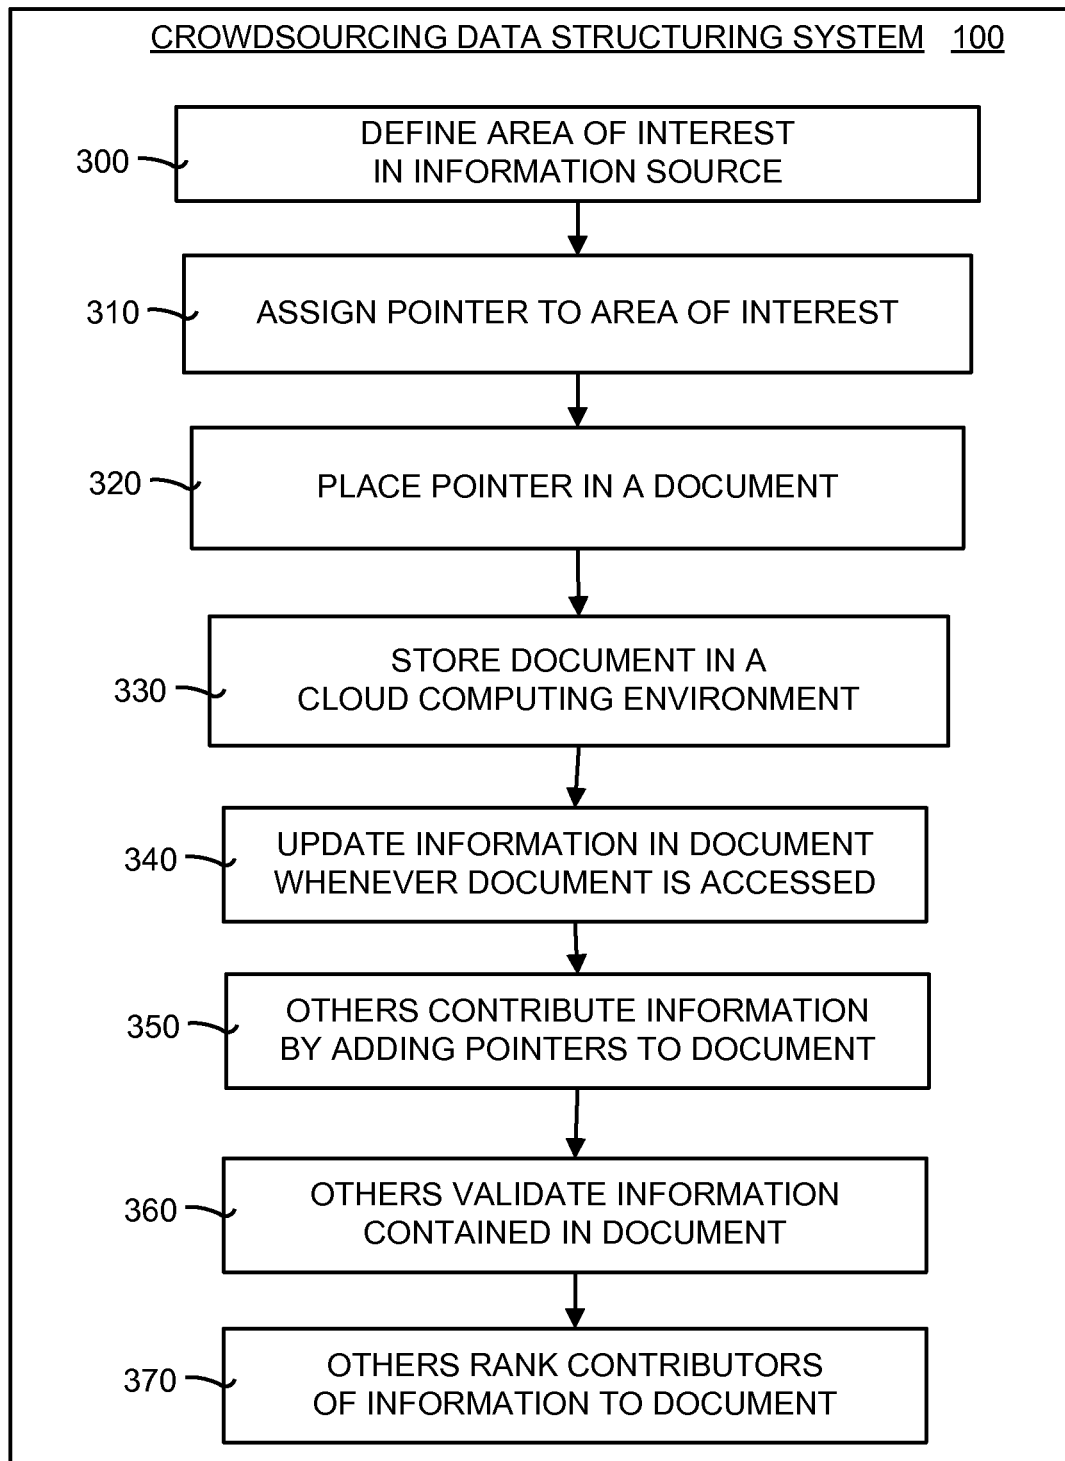 CROWDSOURCING DATA STRUCTURING SYSTEM 100
300
DEFINE AREA OF INTEREST
IN INFORMATION SOURCE
310
ASSIGN POINTER TO AREA OF INTEREST
320
PLACE POINTER IN A DOCUMENT
330
STORE DOCUMENT IN A
CLOUD COMPUTING ENVIRONMENT
340
UPDATE INFORMATION IN DOCUMENT
WHENEVER DOCUMENT IS ACCESSED
350
OTHERS CONTRIBUTE INFORMATION
BY ADDING POINTERS TO DOCUMENT
360
OTHERS VALIDATE INFORMATION
CONTAINED IN DOCUMENT
370
OTHERS RANK CONTRIBUTORS
OF INFORMATION TO DOCUMENT